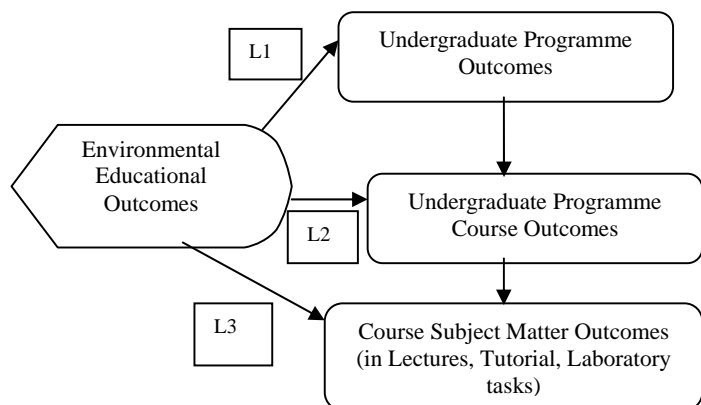 L1
Undergraduate Programme
Outcomes
Environmental
Educational
Outcomes
Undergraduate Programme
Course Outcomes
L2
L3
Course Subject Matter Outcomes
(in Lectures, Tutorial, Laboratory
tasks)